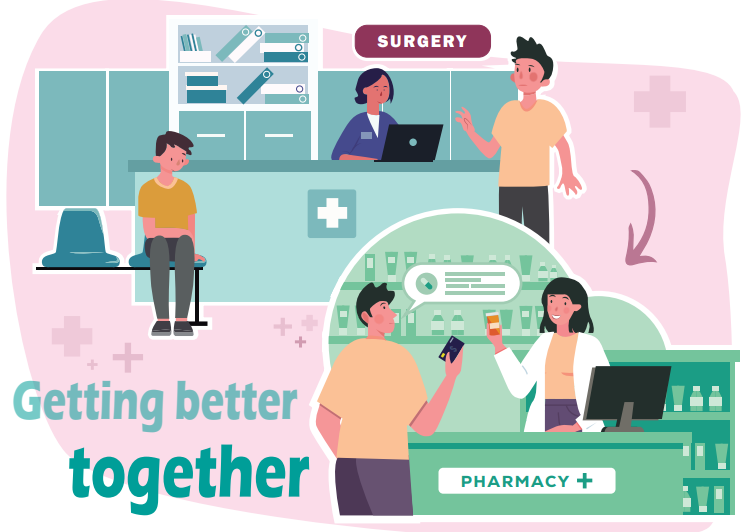 SURGERY
Getting better
together
PHARMACY +